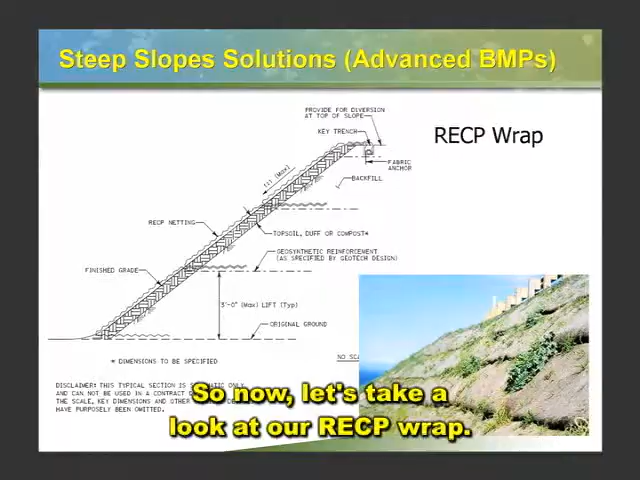 Steep Slopes Solutions (Advanced BMPs)
RECP Wrap
PROVIDE FOR DIVERSION
AT TOP OF SLOPE
KEY TRENCH
FABRIC
ANCHOR
BACKFILL
(Max)
RECP NETTING
TOPSOIL, DUFF OR COMPOST*
GEOSYNTHETIC REINFORCEMENT
(AS SPECIFIED BY GEOTECH DESIGN)
FINISHED GRADE
3'-0" (Max) LIFT (Typ)
ORIGINAL GROUND
* DIMENSIONS TO BE SPECIFIED
NO
DISCLAIMER: THIS TYPICAL SECTION IS
AND CAN NOT BE USED IN A CONTRACT
THE SCALE, KEY DIMENSIONS AND OTHER
HAVE PURPOSELY BEEN OMITTED.
So now, let's take a
look at our RECP wrap.